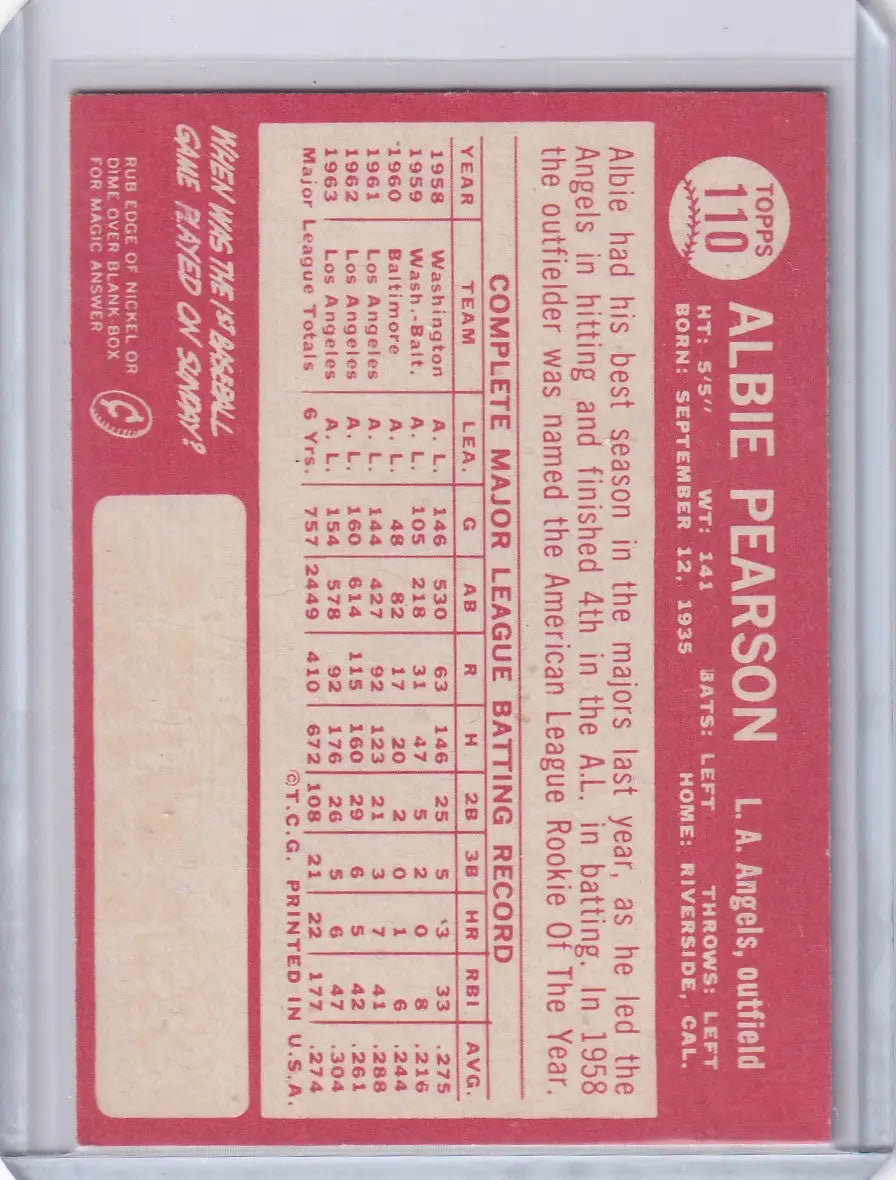 TOPPS
110
ALBIE PEARSON L. A. Angels, outfield
HT: 5'5" WT: 141 BATS: LEFT THROWS: LEFT
BORN: SEPTEMBER 12, 1935 HOME: RIVERSIDE, CAL.
Albie had his best season in the majors last year, as he led the
Angels in hitting and finished 4th in the A.L. in batting. In 1958
the outfielder was named the American League Rookie Of The Year.
COMPLETE MAJOR LEAGUE BATTING RECORD
YEAR TEAM LEA. G AB R H 2B 3B HR RBI AVG.
1958 Washington A. L. 146 530 63 146 25 5 3 33 .275
1959 Wash.-Balt. A. L. 105 218 31 47 5 2 0 8 .216
1960 Baltimore A. L. 48 82 17 20 2 0 1 6 .244
1961 Los Angeles A. L. 144 427 92 123 21 3 7 41 .288
1962 Los Angeles A. L. 160 614 115 160 29 6 5 42 .261
1963 Los Angeles A. L. 154 578 92 176 26 5 6 47 .304
Major League Totals 6 Yrs. 757 2449 410 672 108 21 22 177 .274
©T.C.G. PRINTED IN U.S.A.
WHEN WAS THE 1ST BASEBALL
GAME PLAYED ON SUNDAY?
RUB EDGE OF NICKEL OR
DIME OVER BLANK BOX
FOR MAGIC ANSWER